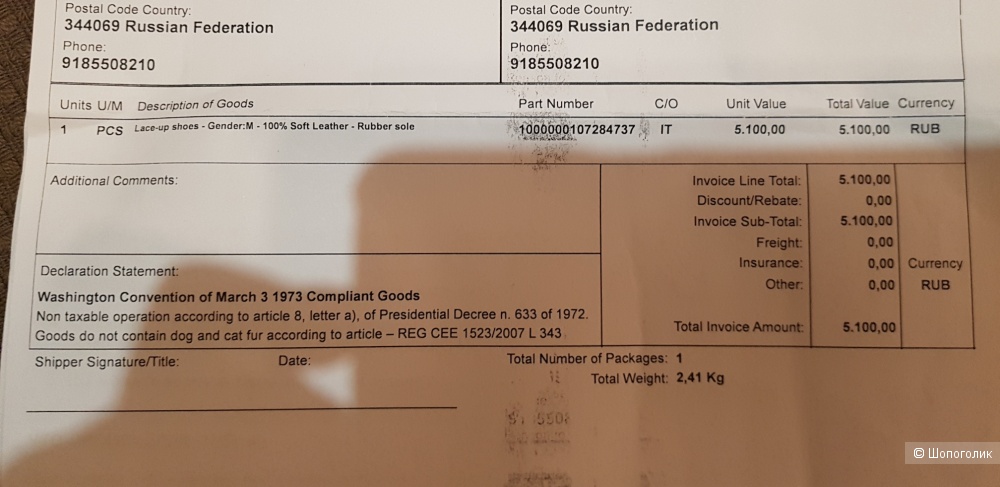 Postal Code Country: Postal Code Country:
344069 Russian Federation 344069 Russian Federation
Phone: Phone:
9185508210 9185508210
Units U/M Description of Goods Part Number C/O Unit Value Total Value Currency
1 PCS Lace-up shoes - Gender:M - 100% Soft Leather - Rubber sole 1000000107284737 IT 5.100,00 5.100,00 RUB
Additional Comments:
Invoice Line Total: 5.100,00
Discount/Rebate: 0,00
Invoice Sub-Total: 5.100,00
Freight: 0,00
Insurance: 0,00 Currency
Other: 0,00 RUB
Total Invoice Amount: 5.100,00
Declaration Statement:
Washington Convention of March 3 1973 Compliant Goods
Non taxable operation according to article 8, letter a), of Presidential Decree n. 633 of 1972.
Goods do not contain dog and cat fur according to article – REG CEE 1523/2007 L 343
Shipper Signature/Title: Date: Total Number of Packages: 1
Total Weight: 2,41 Kg
© Шопоголик